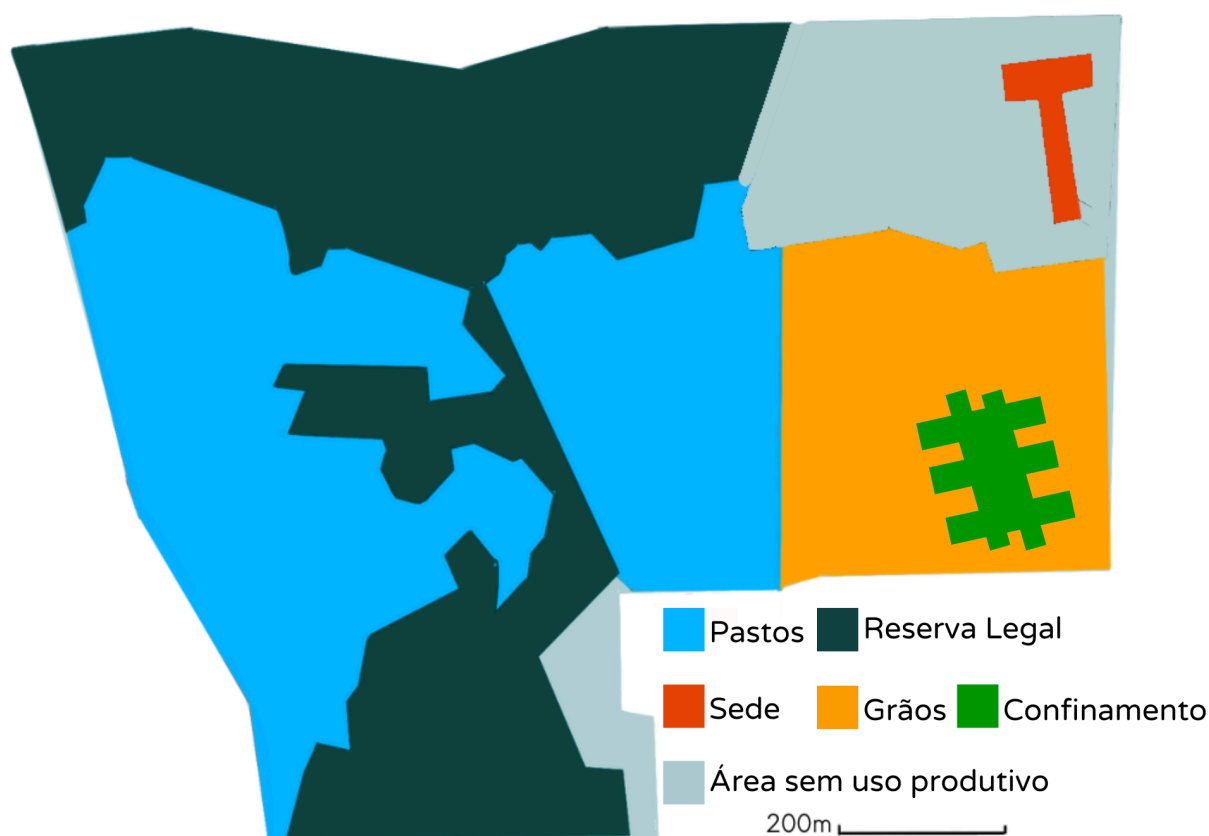 Pastos
Reserva Legal
Sede
Grãos
Confinamento
Área sem uso produtivo
200m